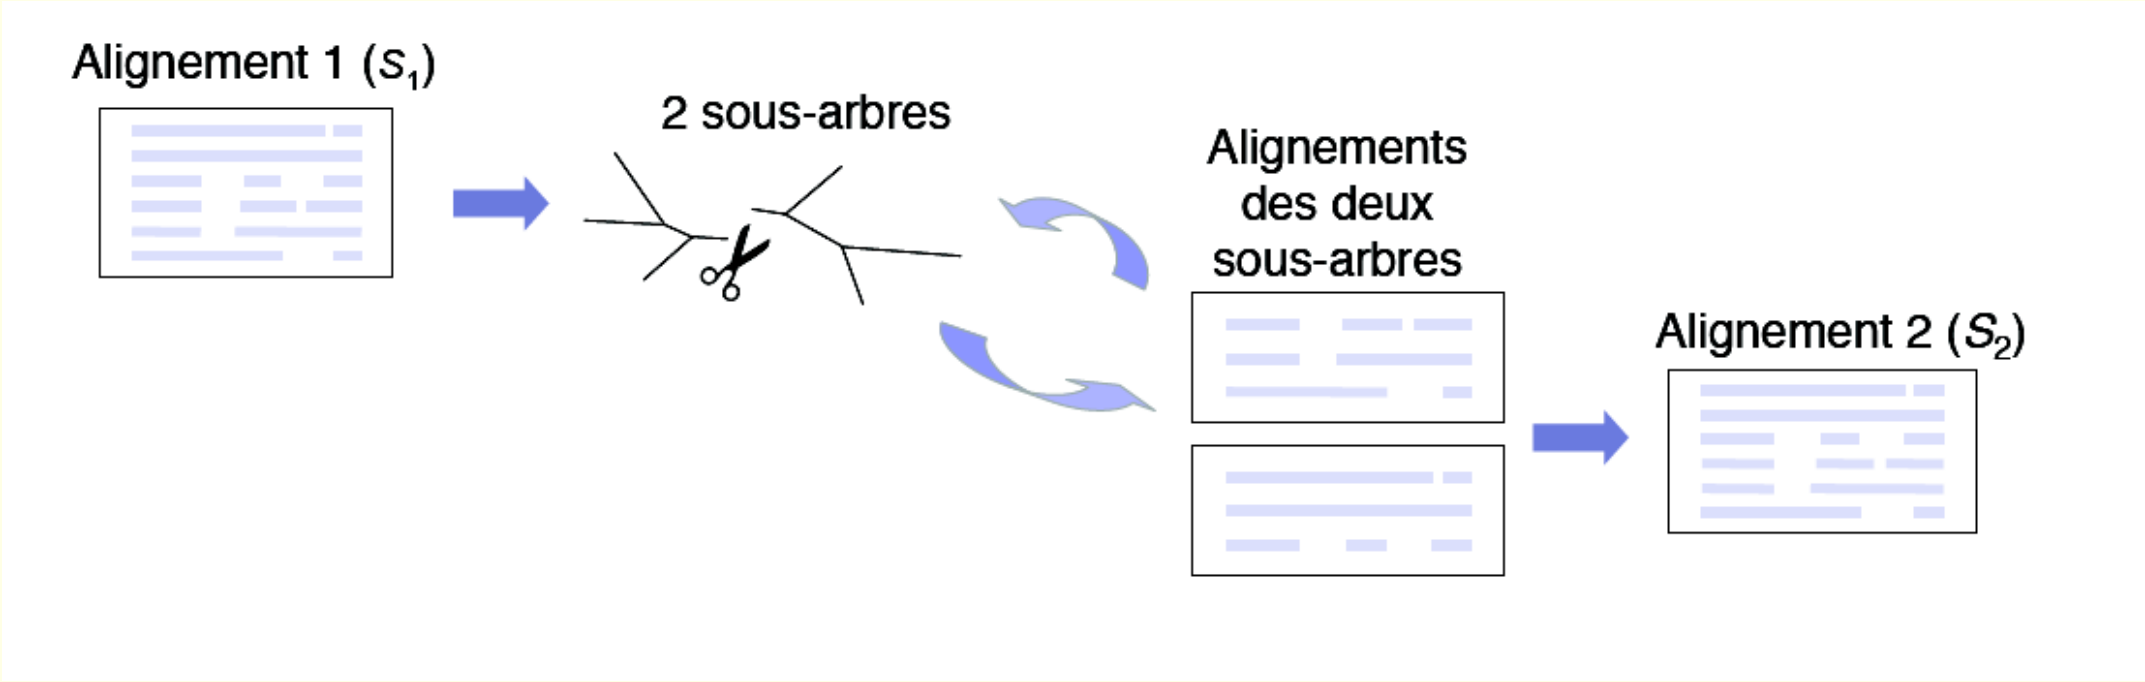 Alignement 1 (S₁)
2 sous-arbres
Alignements
des deux
sous-arbres
Alignement 2 (S₂)